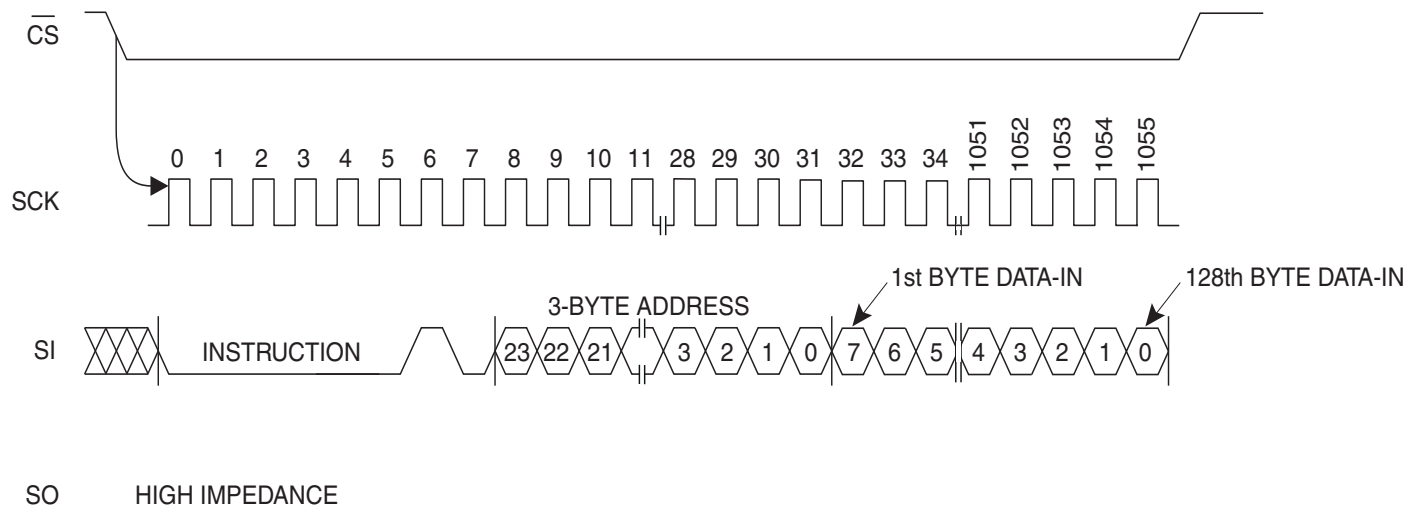 CS
1051 1052 1053 1054 1055
0 1 2 3 4 5 6 7 8 9 10 11 28 29 30 31 32 33 34
SCK
1st BYTE DATA-IN 128th BYTE DATA-IN
3-BYTE ADDRESS
SI INSTRUCTION 23 22 21 3 2 1 0 7 6 5 4 3 2 1 0
SO HIGH IMPEDANCE